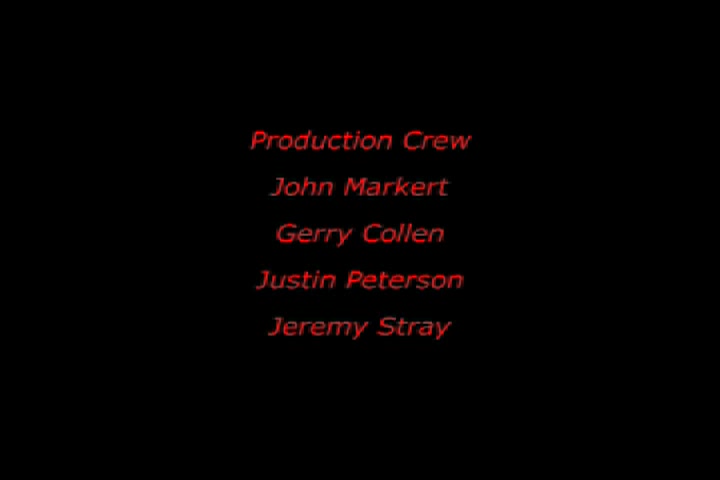 Production Crew
John Markert
Gerry Collen
Justin Peterson
Jeremy Stray